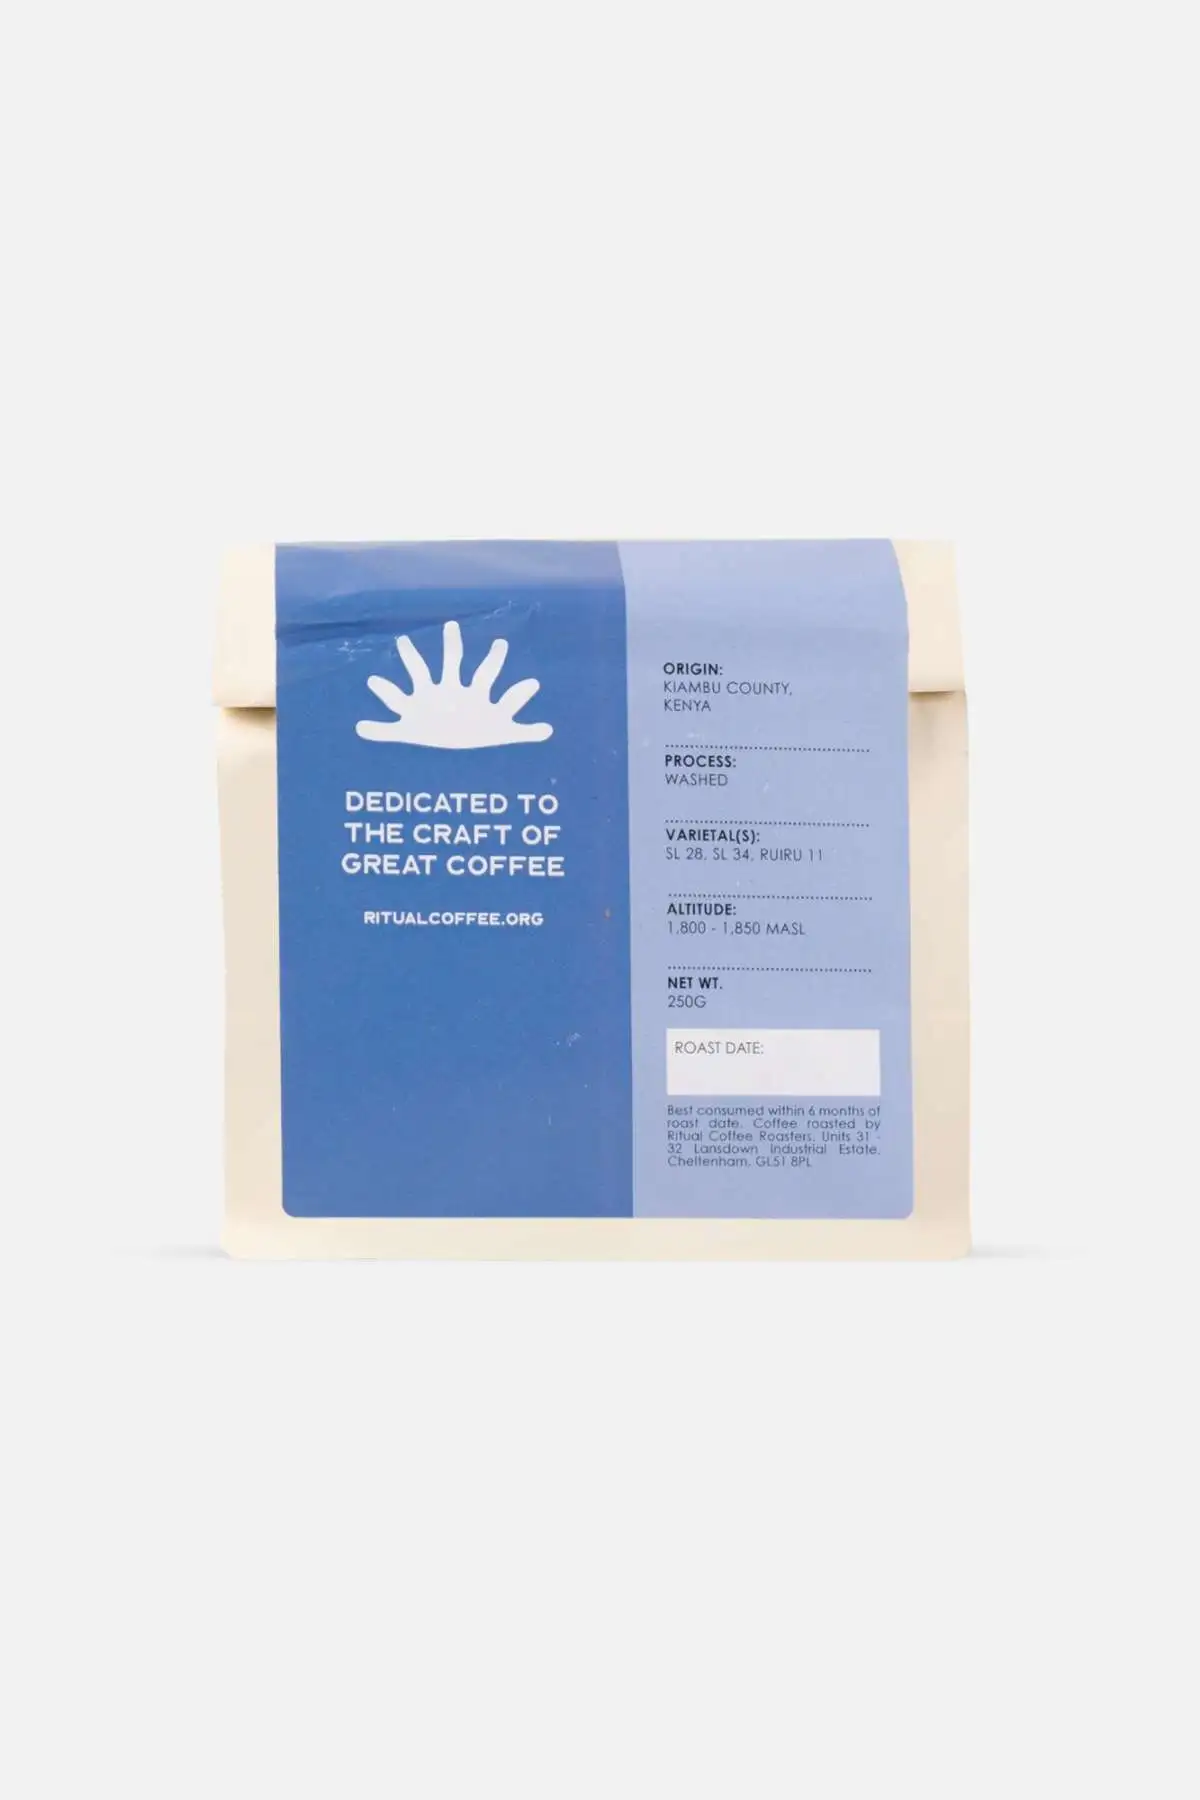 DEDICATED TO
THE CRAFT OF
GREAT COFFEE
RITUALCOFFEE.ORG
ORIGIN:
KIAMBU COUNTY,
KENYA
PROCESS:
WASHED
VARIETAL(S):
SL 28, SL 34, RUIRU 11
ALTITUDE:
1,800 - 1,850 MASL
NET WT.
250G
ROAST DATE:
Best consumed within 6 months of
roast date. Coffee roasted by
Ritual Coffee Roasters, Units 31 -
32 Lansdown Industrial Estate,
Cheltenham, GL51 8PL